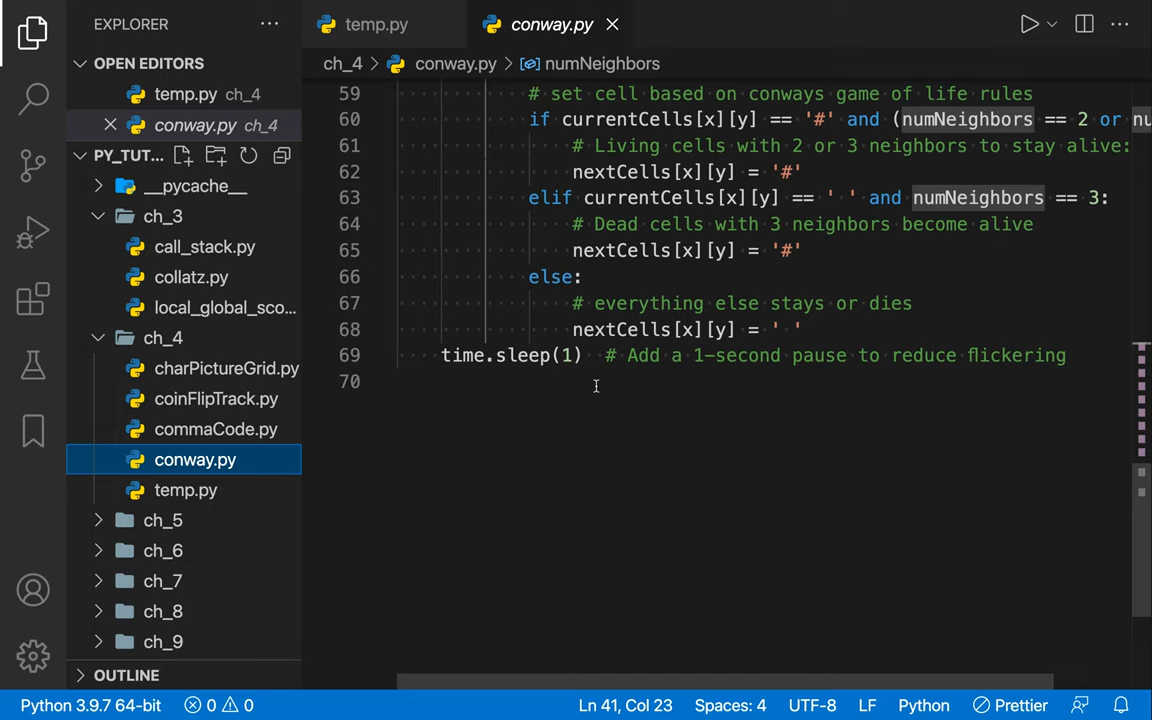 EXPLORER
OPEN EDITORS
temp.py ch_4
conway.py ch_4
PY_TUT...
__pycache__
ch_3
call_stack.py
collatz.py
local_global_sco...
ch_4
charPictureGrid.py
coinFlipTrack.py
commaCode.py
conway.py
temp.py
ch_5
ch_6
ch_7
ch_8
ch_9
OUTLINE
temp.py
conway.py
ch_4 > conway.py > numNeighbors
59 # set cell based on conways game of life rules
60 if currentCells[x][y] == '#' and (numNeighbors == 2 or nu
61 # Living cells with 2 or 3 neighbors to stay alive:
62 nextCells[x][y] = '#'
63 elif currentCells[x][y] == ' ' and numNeighbors == 3:
64 # Dead cells with 3 neighbors become alive
65 nextCells[x][y] = '#'
66 else:
67 # everything else stays or dies
68 nextCells[x][y] = ' '
69 time.sleep(1) # Add a 1-second pause to reduce flickering
70
Python 3.9.7 64-bit 0 0 Ln 41, Col 23 Spaces: 4 UTF-8 LF Python Prettier